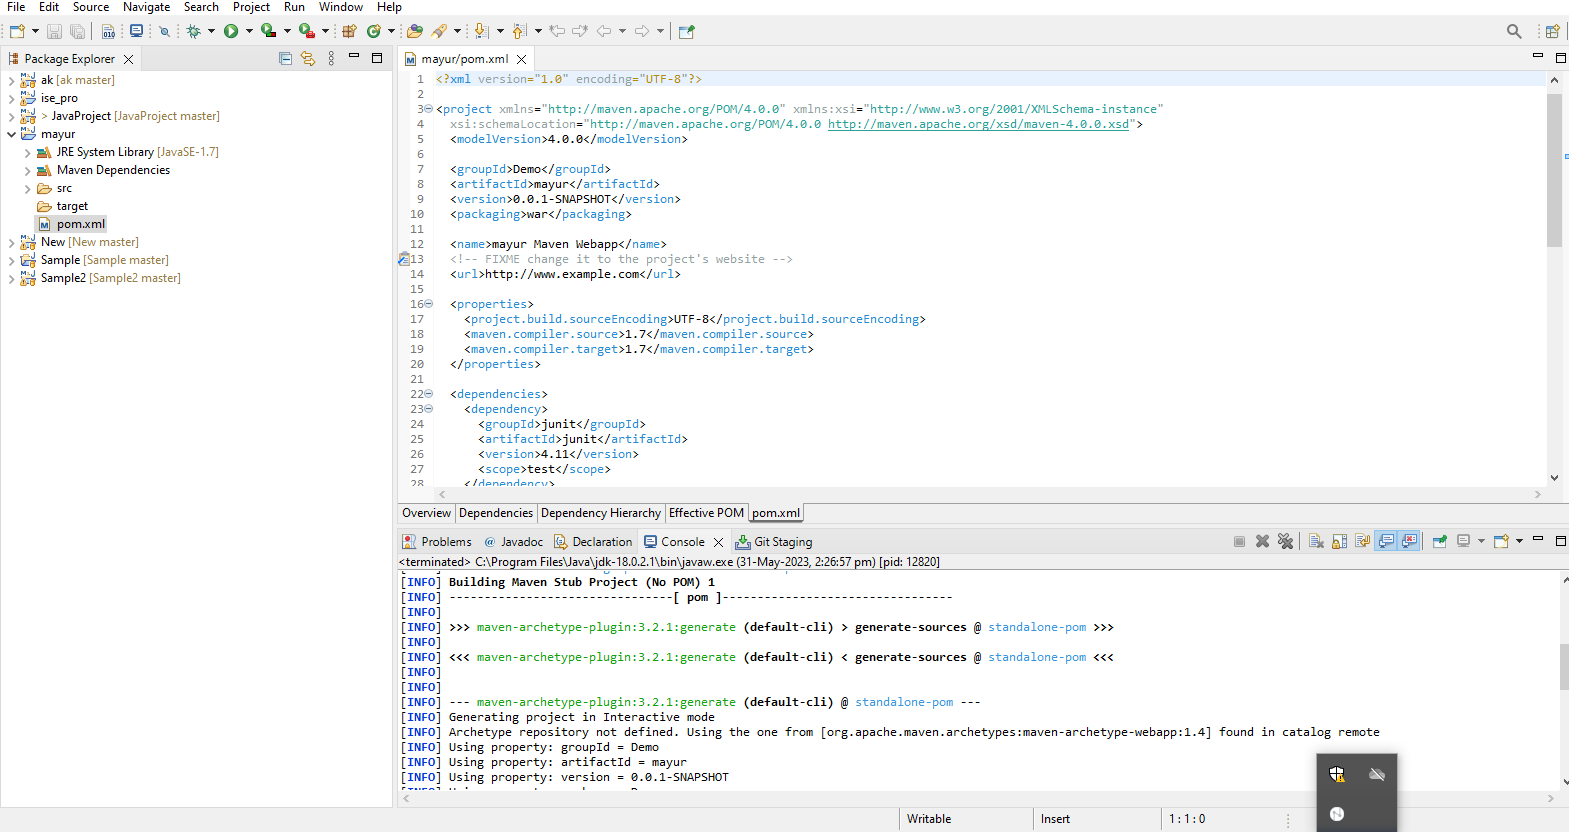 File Edit Source Navigate Search Project Run Window Help
Package Explorer
ak [ak master]
ise_pro
> JavaProject [JavaProject master]
mayur
JRE System Library [JavaSE-1.7]
Maven Dependencies
src
target
pom.xml
New [New master]
Sample [Sample master]
Sample2 [Sample2 master]
mayur/pom.xml
1 <?xml version="1.0" encoding="UTF-8"?>
2
3 <project xmlns="http://maven.apache.org/POM/4.0.0" xmlns:xsi="http://www.w3.org/2001/XMLSchema-instance"
4 xsi:schemaLocation="http://maven.apache.org/POM/4.0.0 http://maven.apache.org/xsd/maven-4.0.0.xsd">
5 <modelVersion>4.0.0</modelVersion>
6
7 <groupId>Demo</groupId>
8 <artifactId>mayur</artifactId>
9 <version>0.0.1-SNAPSHOT</version>
10 <packaging>war</packaging>
11
12 <name>mayur Maven Webapp</name>
13 <!-- FIXME change it to the project's website -->
14 <url>http://www.example.com</url>
15
16 <properties>
17 <project.build.sourceEncoding>UTF-8</project.build.sourceEncoding>
18 <maven.compiler.source>1.7</maven.compiler.source>
19 <maven.compiler.target>1.7</maven.compiler.target>
20 </properties>
21
22 <dependencies>
23 <dependency>
24 <groupId>junit</groupId>
25 <artifactId>junit</artifactId>
26 <version>4.11</version>
27 <scope>test</scope>
28 </dependency>
Overview Dependencies Dependency Hierarchy Effective POM pom.xml
Problems Javadoc Declaration Console Git Staging
<terminated> C:\Program Files\Java\jdk-18.0.2.1\bin\javaw.exe (31-May-2023, 2:26:57 pm) [pid: 12820]
[INFO] Building Maven Stub Project (No POM) 1
[INFO] --------------------------------[ pom ]---------------------------------
[INFO]
[INFO] >>> maven-archetype-plugin:3.2.1:generate (default-cli) > generate-sources @ standalone-pom >>>
[INFO]
[INFO] <<< maven-archetype-plugin:3.2.1:generate (default-cli) < generate-sources @ standalone-pom <<<
[INFO]
[INFO]
[INFO] --- maven-archetype-plugin:3.2.1:generate (default-cli) @ standalone-pom ---
[INFO] Generating project in Interactive mode
[INFO] Archetype repository not defined. Using the one from [org.apache.maven.archetypes:maven-archetype-webapp:1.4] found in catalog remote
[INFO] Using property: groupId = Demo
[INFO] Using property: artifactId = mayur
[INFO] Using property: version = 0.0.1-SNAPSHOT
Writable Insert 1 : 1 : 0